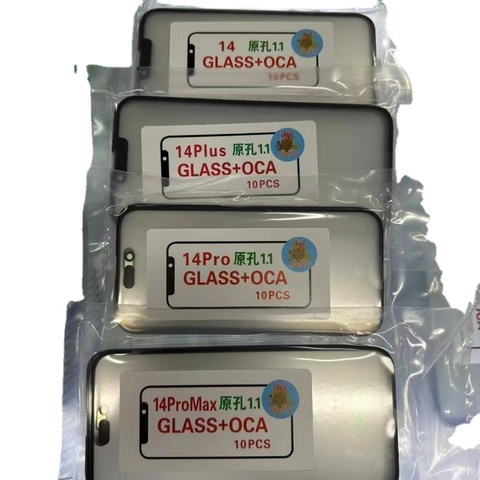 14 原孔1.1
GLASS+OCA
10PCS
14Plus 原孔1.1
GLASS+OCA
10PCS
14Pro 原孔1.1
GLASS+OCA
10PCS
14ProMax 原孔1.1
GLASS+OCA
10PCS